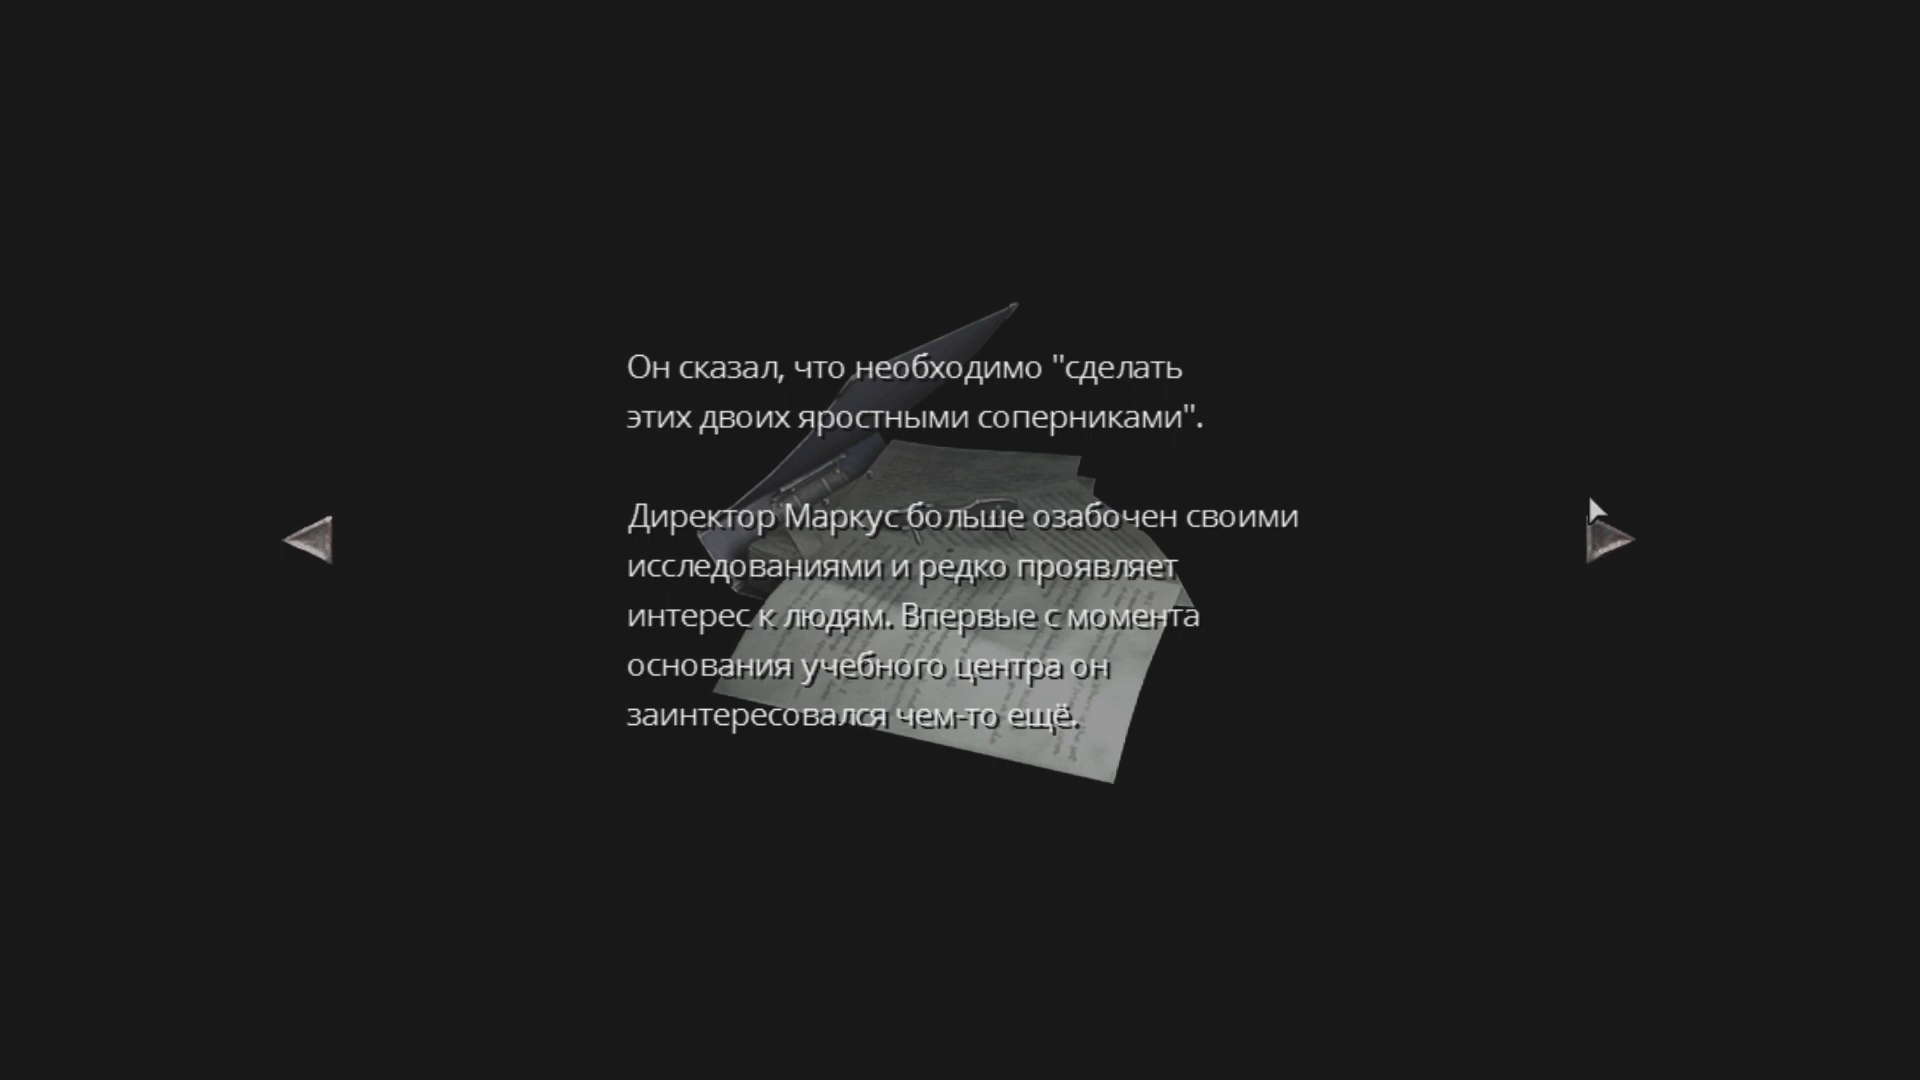 Он сказал, что необходимо "сделать
этих двоих яростными соперниками".
Директор Маркус больше озабочен своими
исследованиями и редко проявляет
интерес к людям. Впервые с момента
основания учебного центра он
заинтересовался чем-то ещё.